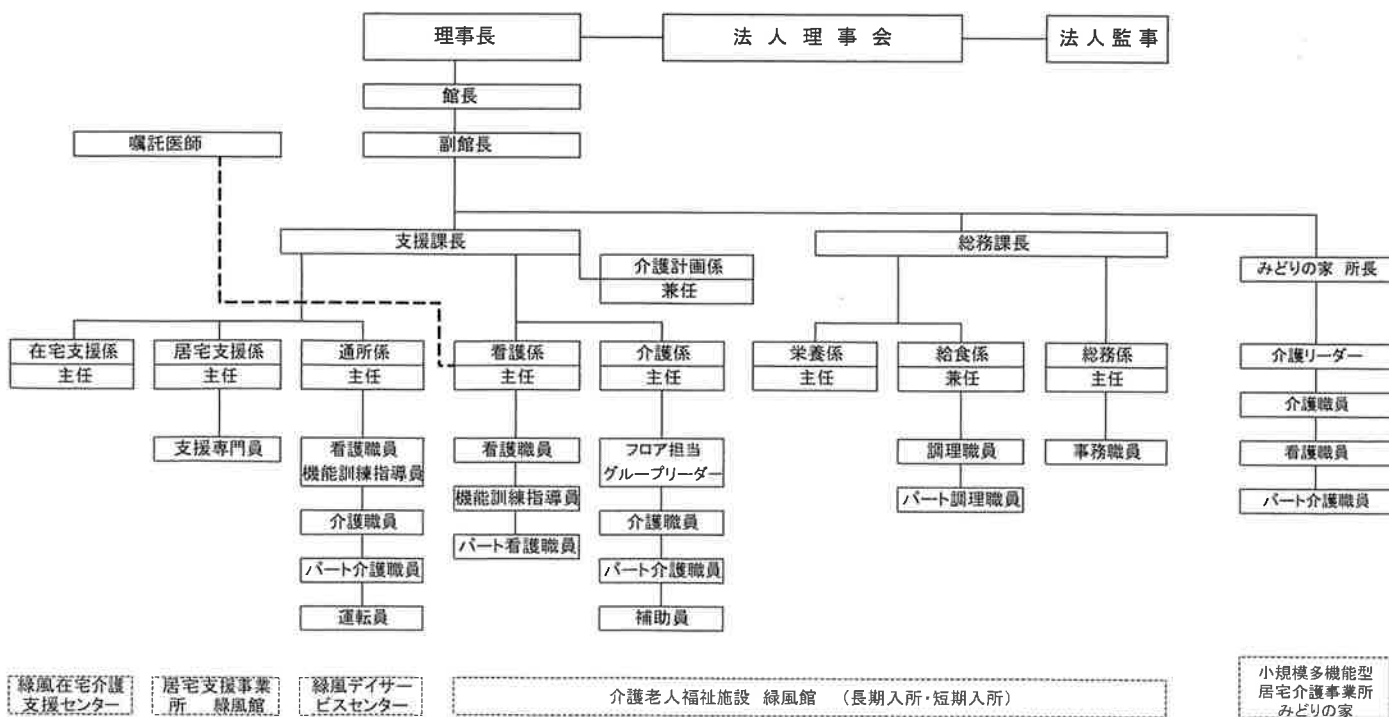 理事長
法人理事会
法人監事
館長
嘱託医師
副館長
支援課長
総務課長
介護計画係
兼任
みどりの家 所長
在宅支援係
主任
居宅支援係
主任
通所係
主任
看護係
主任
介護係
主任
栄養係
主任
給食係
兼任
総務係
主任
介護リーダー
介護職員
看護職員
パート介護職員
支援専門員
看護職員
機能訓練指導員
介護職員
パート介護職員
運転員
看護職員
機能訓練指導員
パート看護職員
フロア担当
グループリーダー
介護職員
パート介護職員
補助員
調理職員
パート調理職員
事務職員
緑風在宅介護
支援センター
居宅支援事業
所 緑風館
緑風デイサー
ビスセンター
介護老人福祉施設 緑風館 (長期入所・短期入所)
小規模多機能型
居宅介護事業所
みどりの家